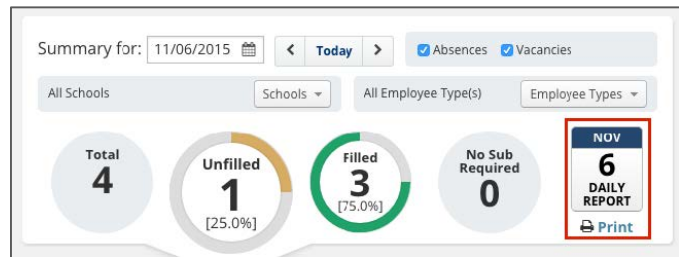 Summary for: 11/06/2015 < Today > Absences Vacancies
All Schools Schools All Employee Type(s) Employee Types
Total
4
Unfilled
1
[25.0%]
Filled
3
[75.0%]
No Sub
Required
0
NOV
6
DAILY
REPORT
Print